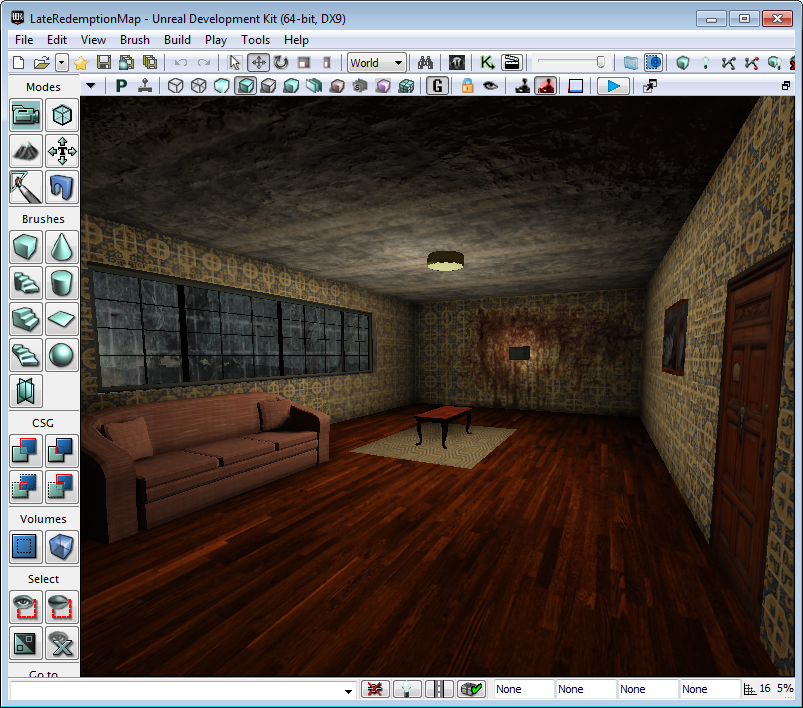 LateRedemptionMap - Unreal Development Kit (64-bit, DX9)
File Edit View Brush Build Play Tools Help
World
Modes
P
G
Brushes
CSG
Volumes
Select
Go to
None None None None 16 5%